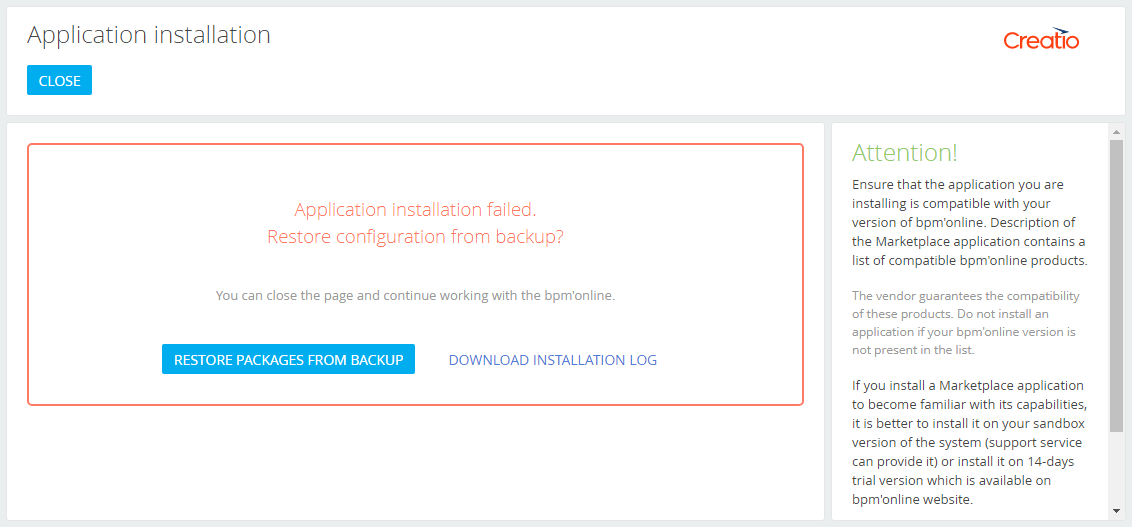 Application installation
Creatio
CLOSE
Application installation failed.
Restore configuration from backup?
You can close the page and continue working with the bpm'online.
RESTORE PACKAGES FROM BACKUP
DOWNLOAD INSTALLATION LOG
Attention!
Ensure that the application you are
installing is compatible with your
version of bpm'online. Description of
the Marketplace application contains a
list of compatible bpm'online products.
The vendor guarantees the compatibility
of these products. Do not install an
application if your bpm'online version is
not present in the list.
If you install a Marketplace application
to become familiar with its capabilities,
it is better to install it on your sandbox
version of the system (support service
can provide it) or install it on 14-days
trial version which is available on
bpm'online website.